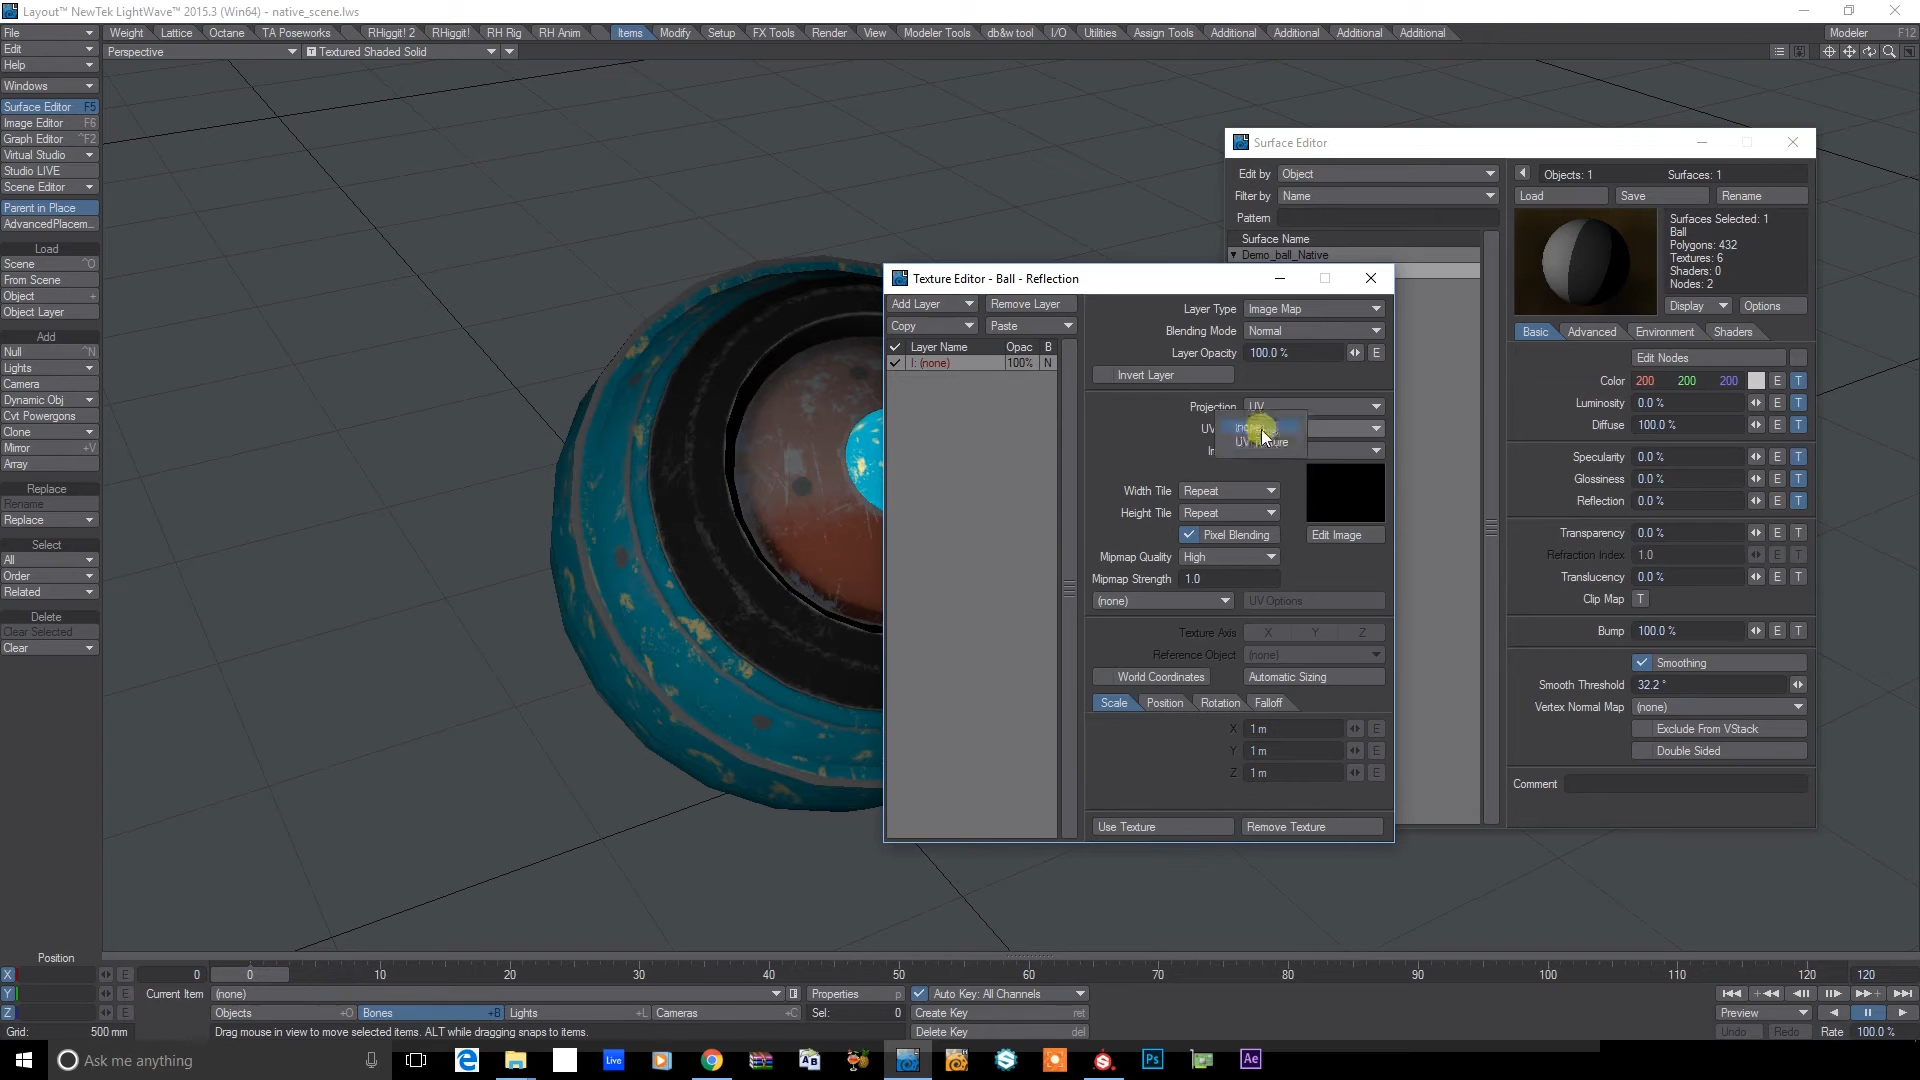 Layout™ NewTek LightWave™ 2015.3 (Win64) - native_scene.lws
File Weight Lattice Octane TA Poseworks RHiggit! 2 RHiggit! RH Rig RH Anim Items Modify Setup FX Tools Render View Modeler Tools db&w tool I/O Utilities Assign Tools Additional Additional Additional Additional Modeler F12
Edit Perspective Textured Shaded Solid
Help
Windows
Surface Editor F5
Image Editor F6
Graph Editor ^F2
Virtual Studio
Studio LIVE
Scene Editor
Parent in Place
AdvancedPlacem...
Load
Scene ^O
From Scene
Object +
Object Layer
Add
Null ^N
Lights
Camera
Dynamic Obj
Cvt Powergons
Clone
Mirror +V
Array
Replace
Rename
Replace
Select
All
Order
Related
Delete
Clear Selected
Clear
Surface Editor
Edit by Object
Filter by Name
Pattern
Surface Name
Demo_ball_Native
Objects: 1 Surfaces: 1
Load Save Rename
Surfaces Selected: 1
Ball
Polygons: 432
Textures: 6
Shaders: 0
Nodes: 2
Display Options
Basic Advanced Environment Shaders
Edit Nodes
Color 200 200 200 E T
Luminosity 0.0 % E T
Diffuse 100.0 % E T
Specularity 0.0 % E T
Glossiness 0.0 % E T
Reflection 0.0 % E T
Transparency 0.0 % E T
Refraction Index 1.0 E T
Translucency 0.0 % E T
Clip Map T
Bump 100.0 % E T
Smoothing
Smooth Threshold 32.2 °
Vertex Normal Map (none)
Exclude From VStack
Double Sided
Comment
Texture Editor - Ball - Reflection
Add Layer Remove Layer
Copy Paste
Layer Name Opac B
I: (none) 100% N
Layer Type Image Map
Blending Mode Normal
Layer Opacity 100.0 % E
Invert Layer
Projection UV
UV
Width Tile Repeat
Height Tile Repeat
Pixel Blending Edit Image
Mipmap Quality High
Mipmap Strength 1.0
(none) UV Options
Texture Axis X Y Z
Reference Object (none)
World Coordinates Automatic Sizing
Scale Position Rotation Falloff
X 1 m E
Y 1 m E
Z 1 m E
Use Texture Remove Texture
Position
X E 0 0 10 20 30 40 50 60 70 80 90 100 110 120 120
Y E Current Item (none) Properties p Auto Key: All Channels
Z E Objects +O Bones +B Lights +L Cameras +C Sel: 0 Create Key ret Preview
Grid: 500 mm Drag mouse in view to move selected items. ALT while dragging snaps to items. Delete Key del Undo Redo Rate 100.0 %
Ask me anything Live Ps Ae